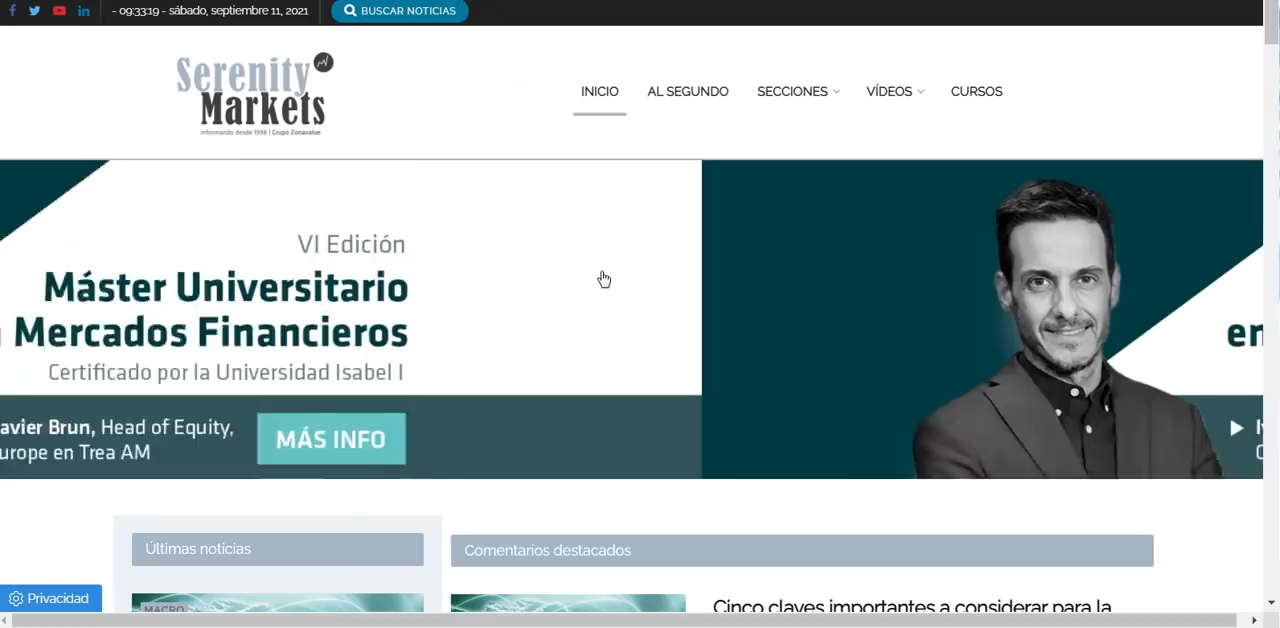 - 09:33:19 - sábado, septiembre 11, 2021
BUSCAR NOTICIAS
Serenity
Markets
informando desde 1998 | Grupo Zonavalue
INICIO
AL SEGUNDO
SECCIONES
VÍDEOS
CURSOS
VI Edición
Máster Universitario
Mercados Financieros
Certificado por la Universidad Isabel I
avier Brun, Head of Equity,
urope en Trea AM
MÁS INFO
en
Últimas noticias
Comentarios destacados
Privacidad
MACRO
Cinco claves importantes a considerar para la